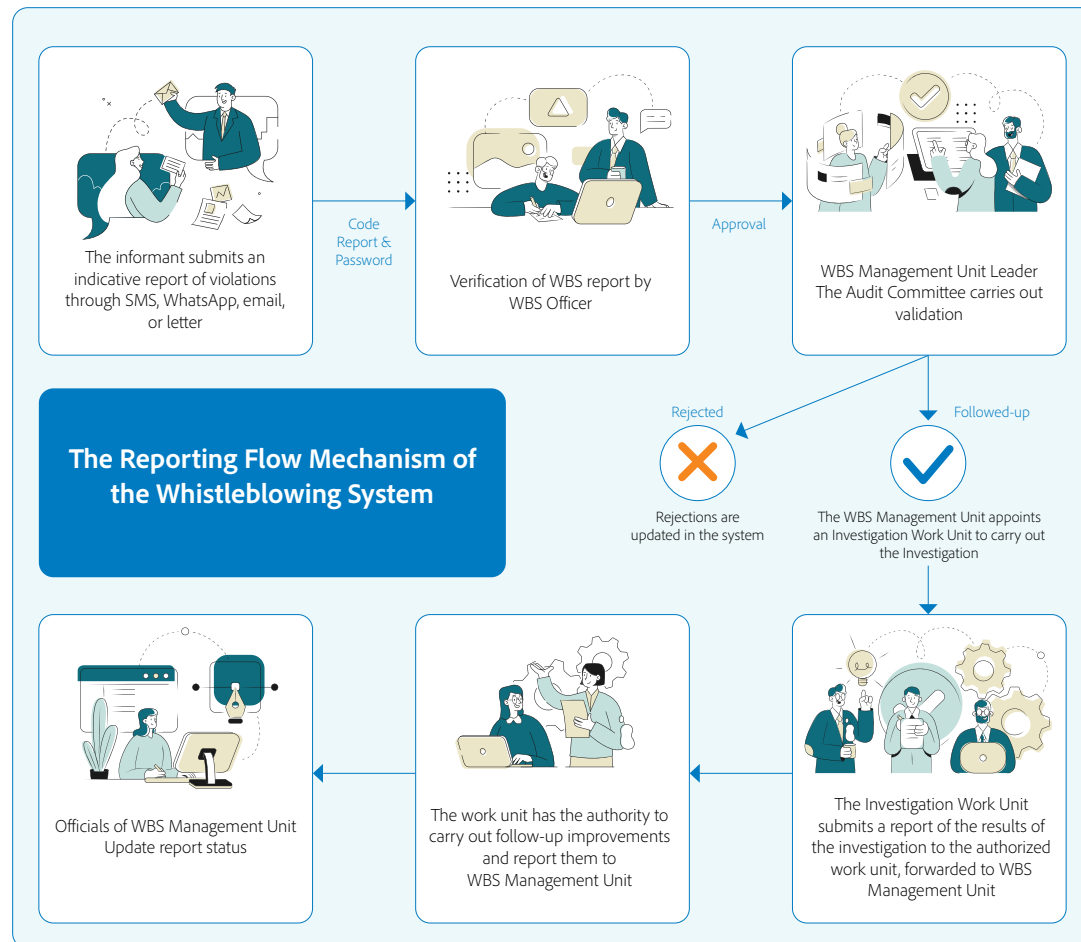 The informant submits an
indicative report of violations
through SMS, WhatsApp, email,
or letter
Code
Report &
Password
Verification of WBS report by
WBS Officer
Approval
WBS Management Unit Leader
The Audit Committee carries out
validation
The Reporting Flow Mechanism of
the Whistleblowing System
Rejected
Rejections are
updated in the system
Followed-up
The WBS Management Unit appoints
an Investigation Work Unit to carry out
the Investigation
The Investigation Work Unit
submits a report of the results of
the investigation to the authorized
work unit, forwarded to WBS
Management Unit
The work unit has the authority to
carry out follow-up improvements
and report them to
WBS Management Unit
Officials of WBS Management Unit
Update report status